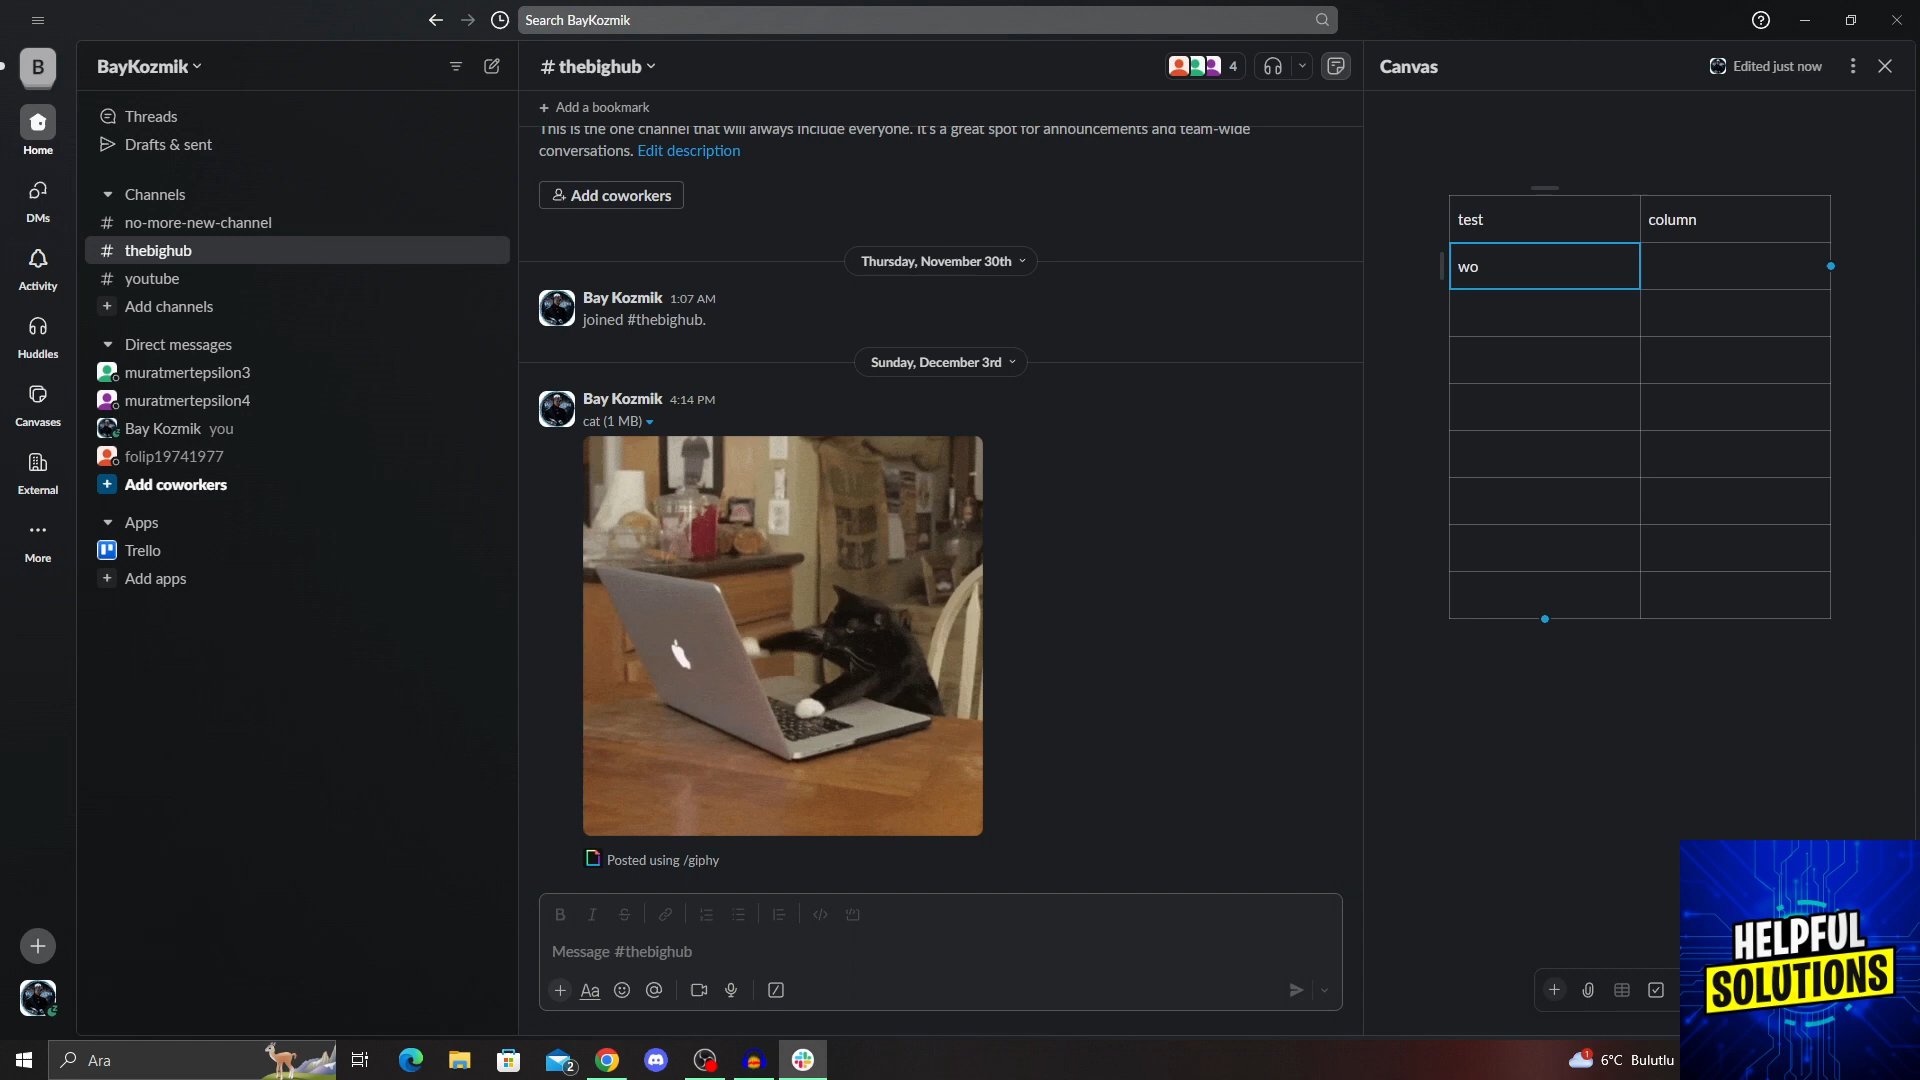 Search BayKozmik
B
BayKozmik
Home
DMs
Activity
Huddles
Canvases
External
More
Threads
Drafts & sent
Channels
# no-more-new-channel
# thebighub
# youtube
+ Add channels
Direct messages
muratmertepsilon3
muratmertepsilon4
Bay Kozmik you
folip19741977
+ Add coworkers
Apps
Trello
+ Add apps
# thebighub
4
+ Add a bookmark
This is the one channel that will always include everyone. It's a great spot for announcements and team-wide
conversations. Edit description
Add coworkers
Thursday, November 30th
Bay Kozmik 1:07 AM
joined #thebighub.
Sunday, December 3rd
Bay Kozmik 4:14 PM
cat (1 MB)
Posted using /giphy
B I S
Message #thebighub
+ Aa
Canvas
Edited just now
test column
wo
HELPFUL
SOLUTIONS
Ara
2
1
6°C Bulutlu